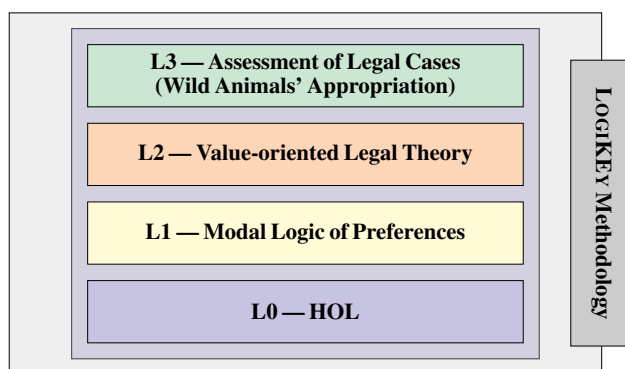 L3 — Assessment of Legal Cases
(Wild Animals' Appropriation)
L2 — Value-oriented Legal Theory
L1 — Modal Logic of Preferences
L0 — HOL
LOGIKEY Methodology